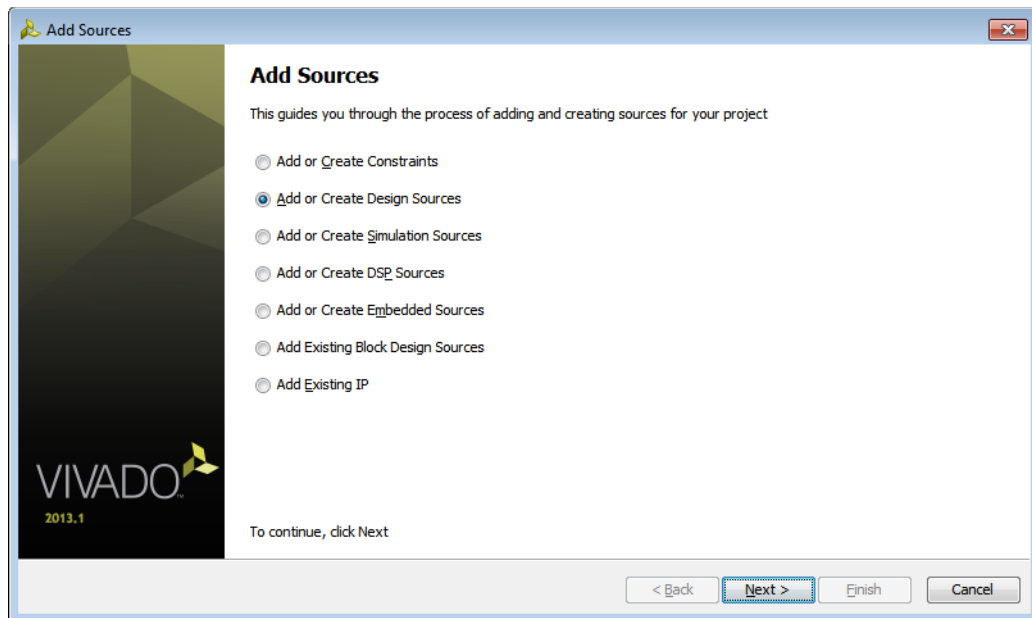 Add Sources
Add Sources
This guides you through the process of adding and creating sources for your project
Add or Create Constraints
Add or Create Design Sources
Add or Create Simulation Sources
Add or Create DSP Sources
Add or Create Embedded Sources
Add Existing Block Design Sources
Add Existing IP
VIVADO™
2013.1
To continue, click Next
< Back
Next >
Finish
Cancel